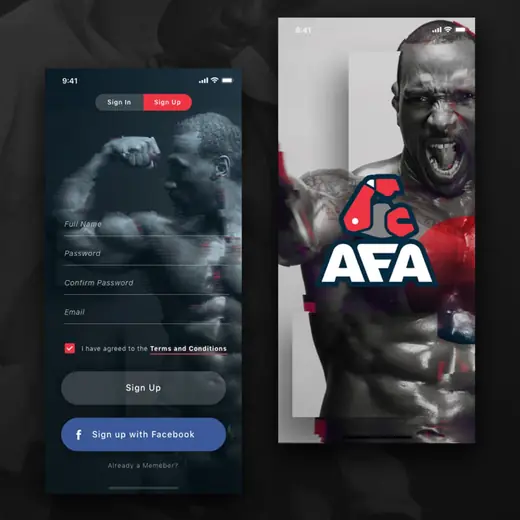 9:41
Sign In
Sign Up
Full Name
Password
Confirm Password
Email
I have agreed to the Terms and Conditions
Sign Up
f Sign up with Facebook
Already a Memeber?
9:41
AFA